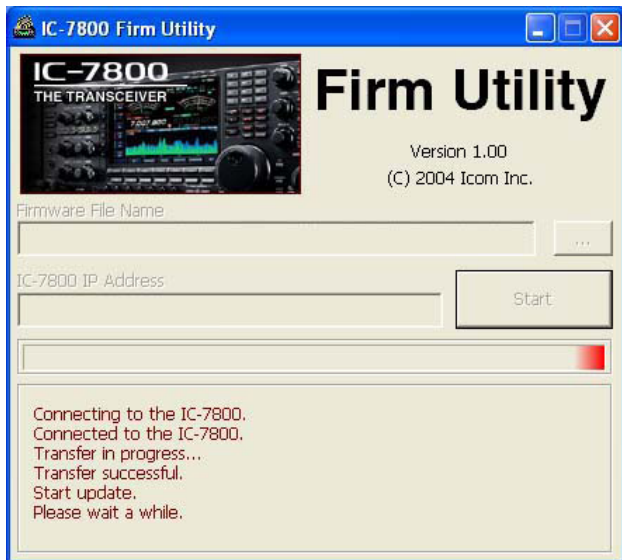 IC-7800 Firm Utility
IC-7800
THE TRANSCEIVER
Firm Utility
Version 1.00
(C) 2004 Icom Inc.
Firmware File Name
...
IC-7800 IP Address
Start
Connecting to the IC-7800.
Connected to the IC-7800.
Transfer in progress...
Transfer successful.
Start update.
Please wait a while.